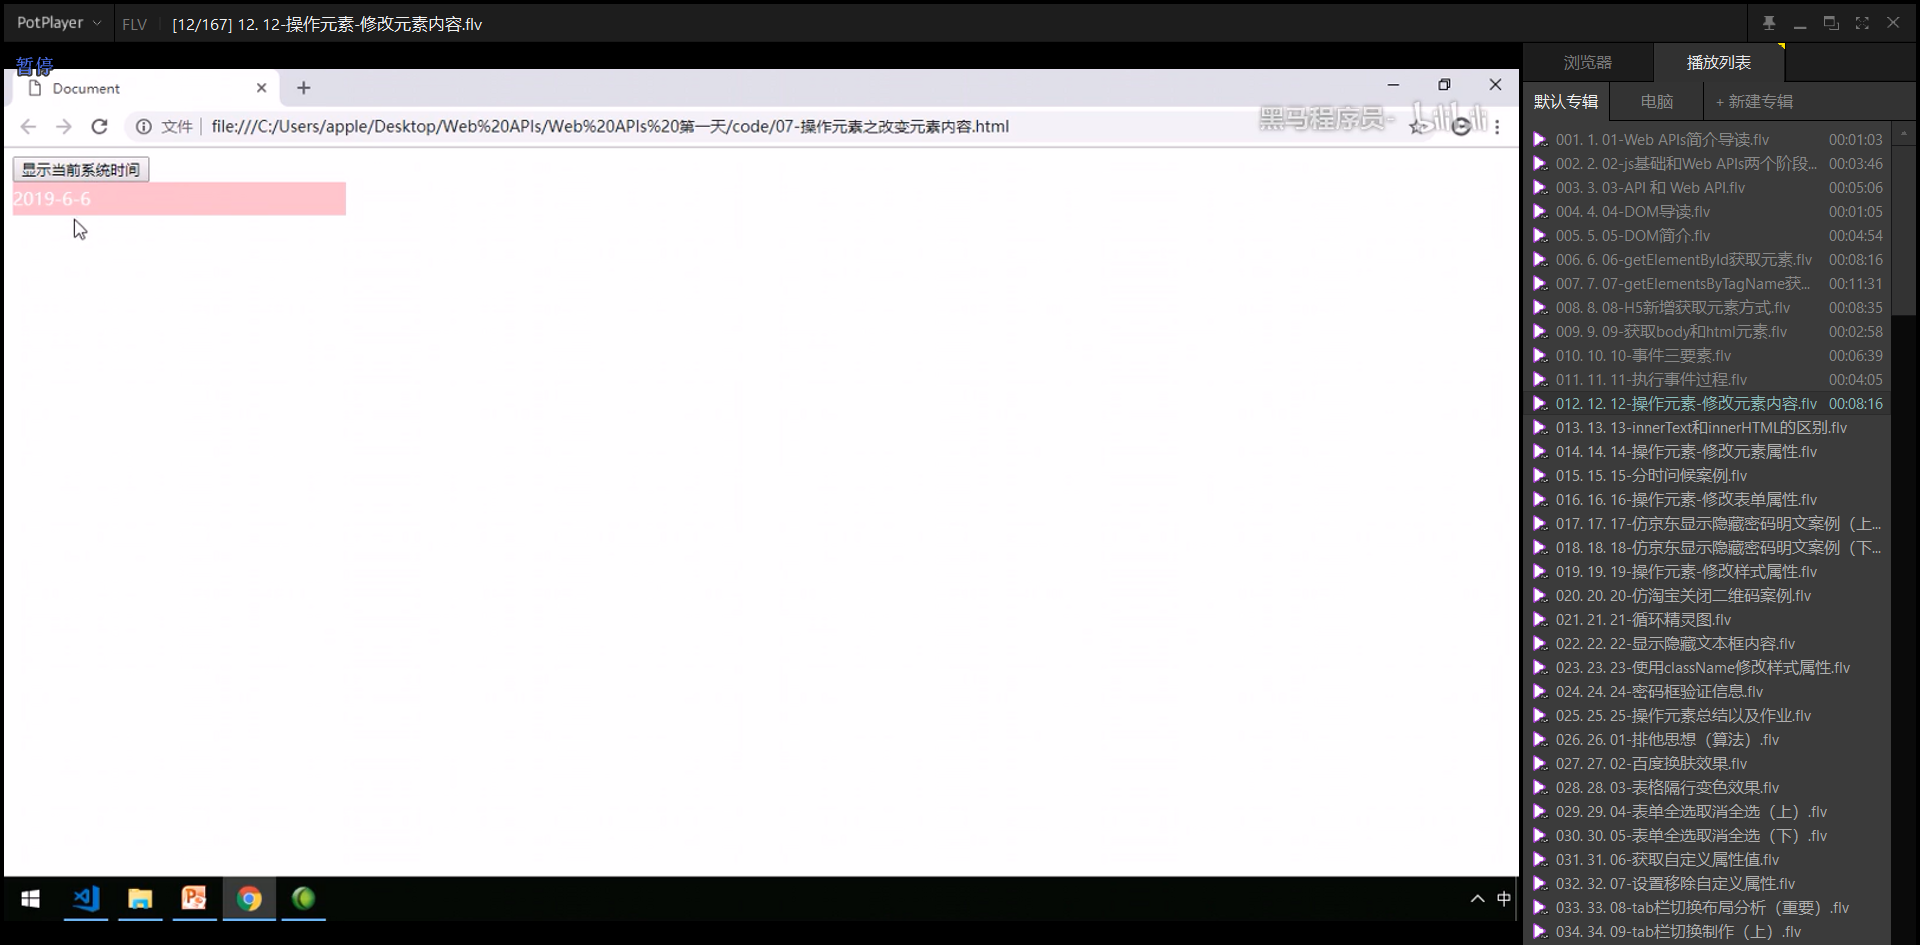 PotPlayer
FLV
[12/167] 12. 12-操作元素-修改元素内容.flv
暂停
Document
文件
file:///C:/Users/apple/Desktop/Web%20APIs/Web%20APIs%20第一天/code/07-操作元素之改变元素内容.html
黑马程序员-
bilibili
显示当前系统时间
2019-6-6
中
浏览器
播放列表
默认专辑
电脑
+ 新建专辑
001. 1. 01-Web APIs简介导读.flv 00:01:03
002. 2. 02-js基础和Web APIs两个阶段... 00:03:46
003. 3. 03-API 和 Web API.flv 00:05:06
004. 4. 04-DOM导读.flv 00:01:05
005. 5. 05-DOM简介.flv 00:04:54
006. 6. 06-getElementById获取元素.flv 00:08:16
007. 7. 07-getElementsByTagName获... 00:11:31
008. 8. 08-H5新增获取元素方式.flv 00:08:35
009. 9. 09-获取body和html元素.flv 00:02:58
010. 10. 10-事件三要素.flv 00:06:39
011. 11. 11-执行事件过程.flv 00:04:05
012. 12. 12-操作元素-修改元素内容.flv 00:08:16
013. 13. 13-innerText和innerHTML的区别.flv
014. 14. 14-操作元素-修改元素属性.flv
015. 15. 15-分时问候案例.flv
016. 16. 16-操作元素-修改表单属性.flv
017. 17. 17-仿京东显示隐藏密码明文案例（上...
018. 18. 18-仿京东显示隐藏密码明文案例（下...
019. 19. 19-操作元素-修改样式属性.flv
020. 20. 20-仿淘宝关闭二维码案例.flv
021. 21. 21-循环精灵图.flv
022. 22. 22-显示隐藏文本框内容.flv
023. 23. 23-使用className修改样式属性.flv
024. 24. 24-密码框验证信息.flv
025. 25. 25-操作元素总结以及作业.flv
026. 26. 01-排他思想（算法）.flv
027. 27. 02-百度换肤效果.flv
028. 28. 03-表格隔行变色效果.flv
029. 29. 04-表单全选取消全选（上）.flv
030. 30. 05-表单全选取消全选（下）.flv
031. 31. 06-获取自定义属性值.flv
032. 32. 07-设置移除自定义属性.flv
033. 33. 08-tab栏切换布局分析（重要）.flv
034. 34. 09-tab栏切换制作（上）.flv